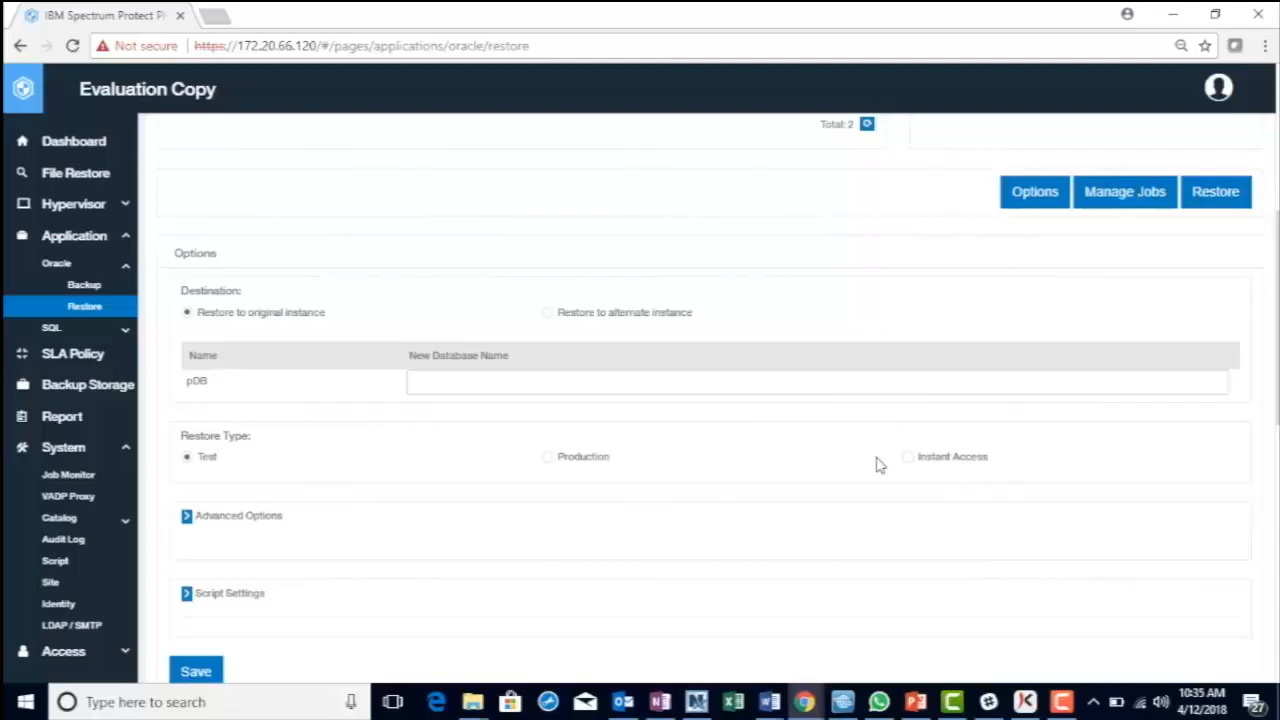 IBM Spectrum Protect Pl
Not secure https://172.20.66.120/#/pages/applications/oracle/restore
Evaluation Copy
Dashboard
File Restore
Hypervisor
Application
Oracle
Backup
Restore
SQL
SLA Policy
Backup Storage
Report
System
Job Monitor
VADP Proxy
Catalog
Audit Log
Script
Site
Identity
LDAP / SMTP
Access
Total: 2
Options Manage Jobs Restore
Options
Destination:
Restore to original instance Restore to alternate instance
Name New Database Name
pDB
Restore Type:
Test Production Instant Access
Advanced Options
Script Settings
Save
Type here to search
10:35 AM
4/12/2018
27